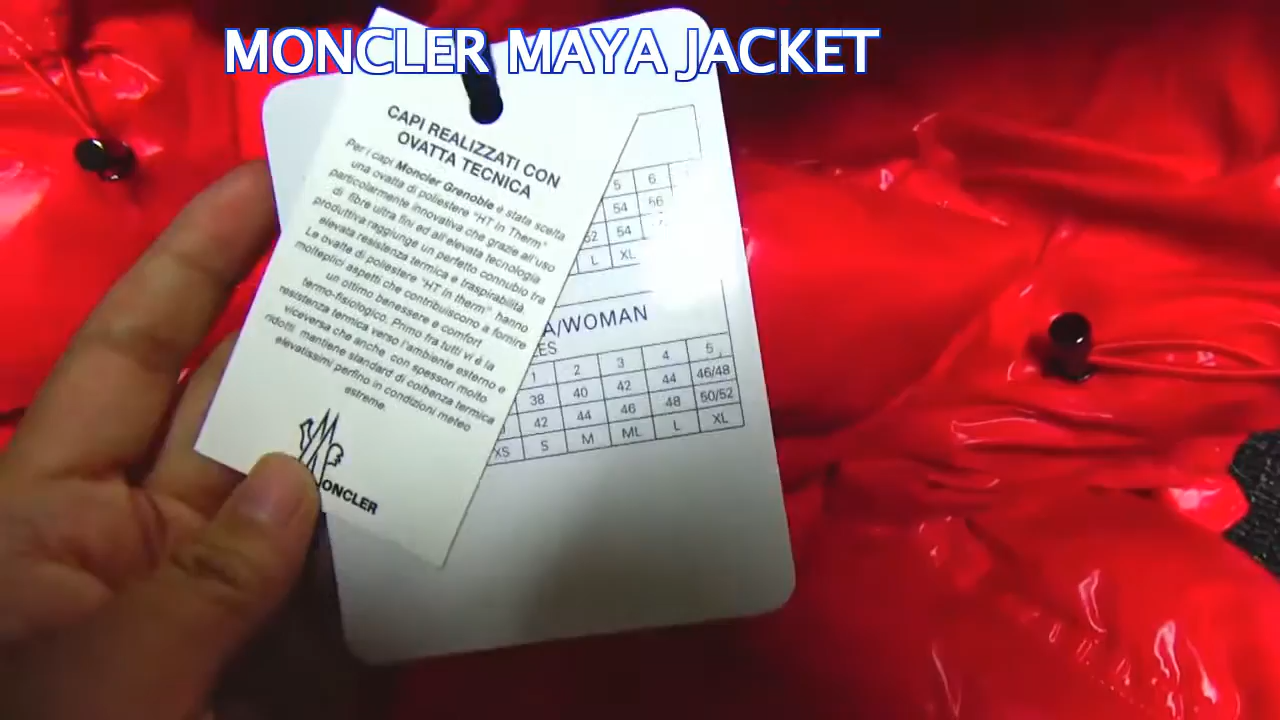 MONCLER MAYA JACKET
CAPI REALIZZATI CON
OVATTA TECNICA
Per i capi Moncler Grenoble è stata scelta
una ovatta di poliestere "HT in Therm"
particolarmente innovativa che grazie all'uso
di fibre ultra fini ed all'elevata tecnologia
produttiva raggiunge un perfetto connubio tra
elevata resistenza termica e traspirabilità.
Le ovatte di poliestere "HT in therm" hanno
molteplici aspetti che contribuiscono a fornire
un ottimo benessere e comfort
termo-fisiologico. Primo fra tutti vi è la
resistenza termica verso l'ambiente esterno e
viceversa che anche, con spessori molto
ridotti, mantiene standard di coibenza termica
elevatissimi perfino in condizioni meteo
estreme.
ONCLER
5 6
54 56
52 54
L XL
A/WOMAN
EES
1 2 3 4 5
38 40 42 44 46/48
42 44 46 48 50/52
XS S M ML L XL